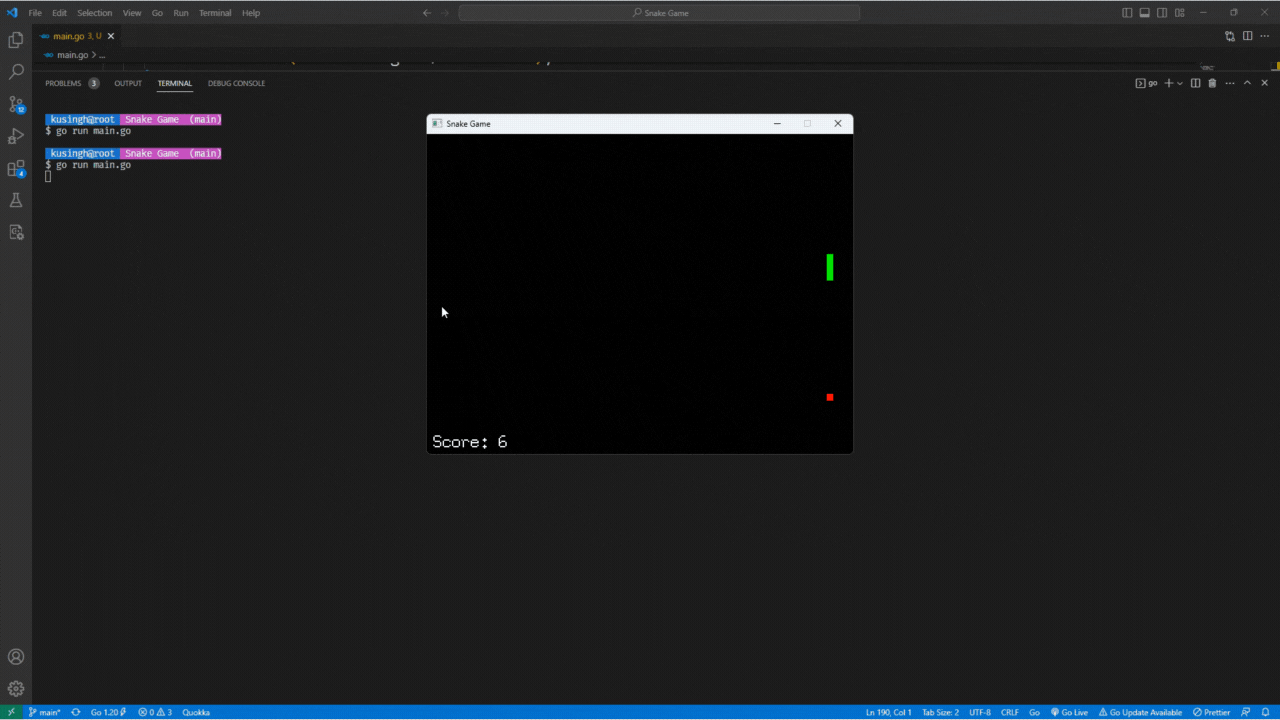 File Edit Selection View Go Run Terminal Help
Snake Game
main.go 3, U
main.go > ...
PROBLEMS 3 OUTPUT TERMINAL DEBUG CONSOLE
go
kusingh@root Snake Game (main)
$ go run main.go
kusingh@root Snake Game (main)
$ go run main.go
Snake Game
Score: 6
12
4
main* Go 1.20 0 3 Quokka
Ln 190, Col 1 Tab Size: 2 UTF-8 CRLF Go Go Live Go Update Available Prettier